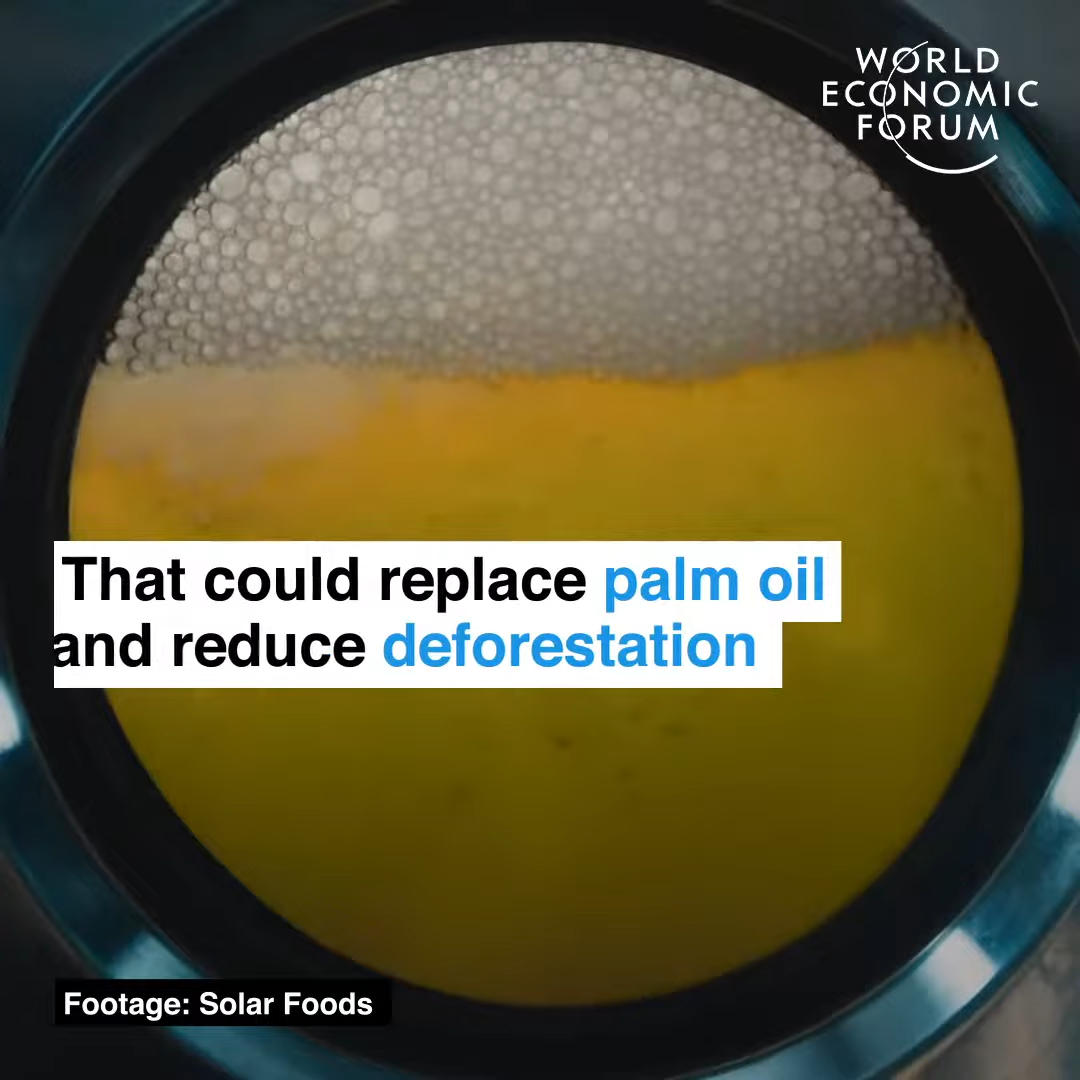 WORLD
ECONOMIC
FORUM
That could replace palm oil
and reduce deforestation
Footage: Solar Foods